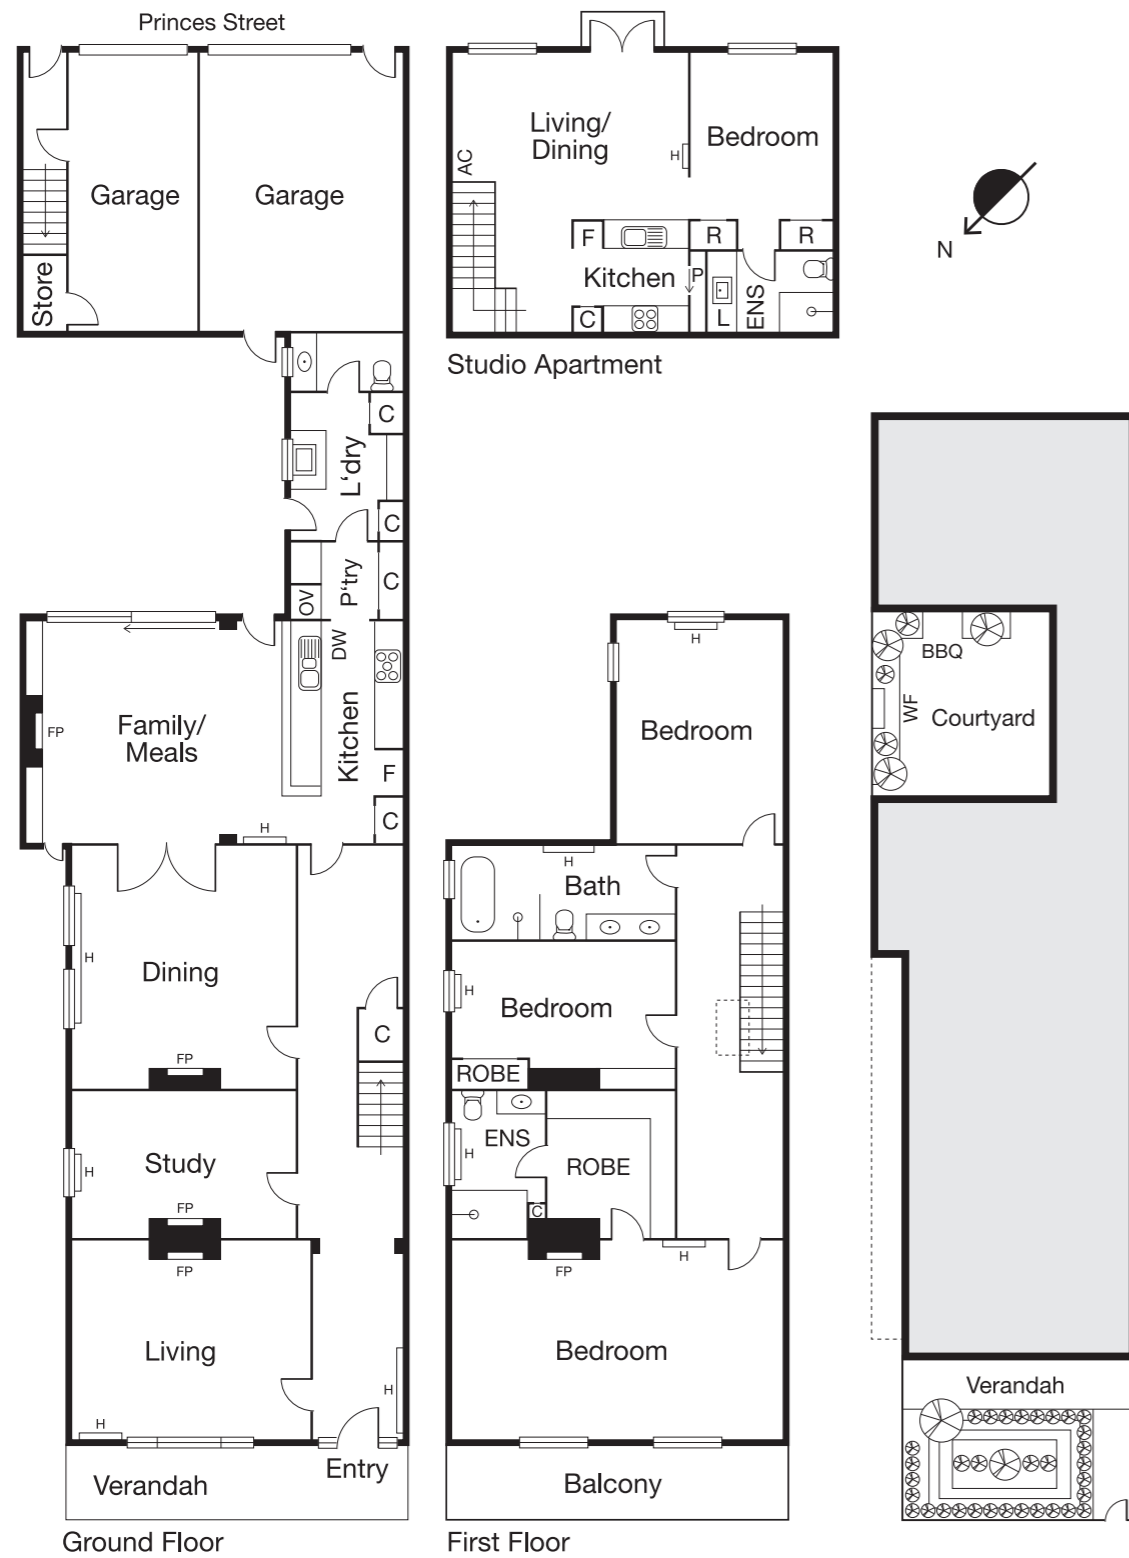 Princes Street
Garage
Garage
Store
C
L'dry
C
P'try
C
OV
DW
FP
Family/
Meals
Kitchen
F
C
H
H
Dining
FP
C
H
Study
FP
FP
Living
H
H
Verandah
Entry
Ground Floor
AC
Living/
Dining
H
Bedroom
F
R
R
Kitchen
P
C
L
ENS
Studio Apartment
H
Bedroom
H
Bath
H
Bedroom
ROBE
ENS
H
ROBE
C
FP
H
Bedroom
Balcony
First Floor
N
BBQ
WF
Courtyard
Verandah